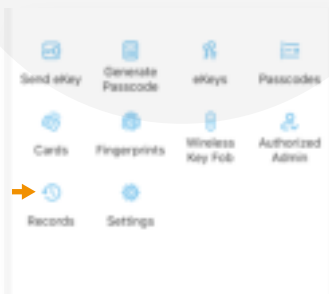 Send eKey
Generate
Passcode
eKeys
Passcodes
Cards
Fingerprints
Wireless
Key Fob
Authorized
Admin
Records
Settings